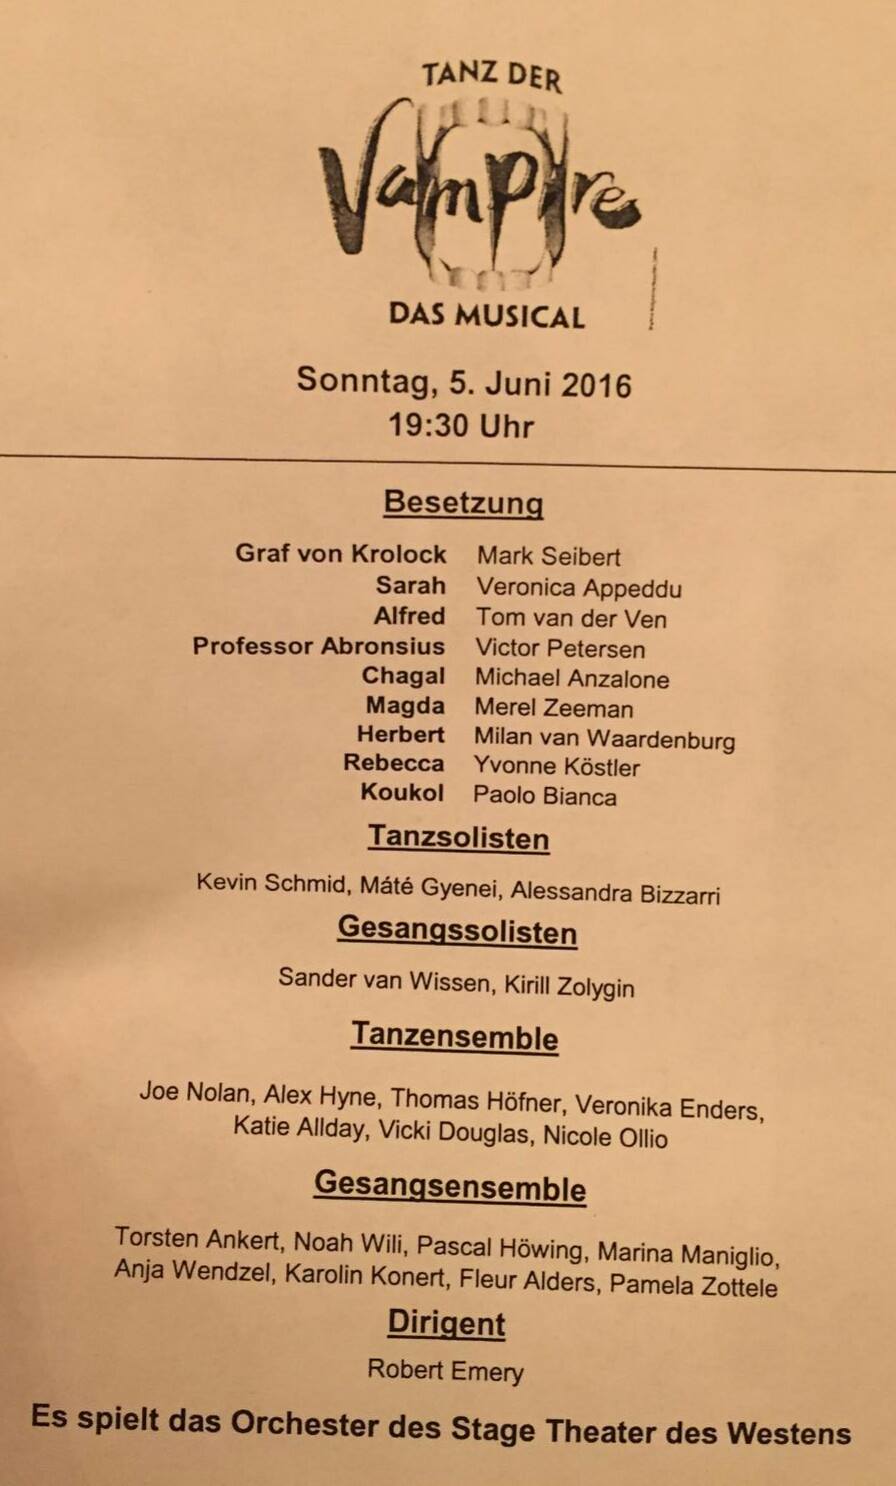 TANZ DER
Vampire
DAS MUSICAL
Sonntag, 5. Juni 2016
19:30 Uhr
Besetzung
Graf von Krolock Mark Seibert
Sarah Veronica Appeddu
Alfred Tom van der Ven
Professor Abronsius Victor Petersen
Chagal Michael Anzalone
Magda Merel Zeeman
Herbert Milan van Waardenburg
Rebecca Yvonne Köstler
Koukol Paolo Bianca
Tanzsolisten
Kevin Schmid, Máté Gyenei, Alessandra Bizzarri
Gesangssolisten
Sander van Wissen, Kirill Zolygin
Tanzensemble
Joe Nolan, Alex Hyne, Thomas Höfner, Veronika Enders,
Katie Allday, Vicki Douglas, Nicole Ollio
Gesangsensemble
Torsten Ankert, Noah Wili, Pascal Höwing, Marina Maniglio,
Anja Wendzel, Karolin Konert, Fleur Alders, Pamela Zottele
Dirigent
Robert Emery
Es spielt das Orchester des Stage Theater des Westens